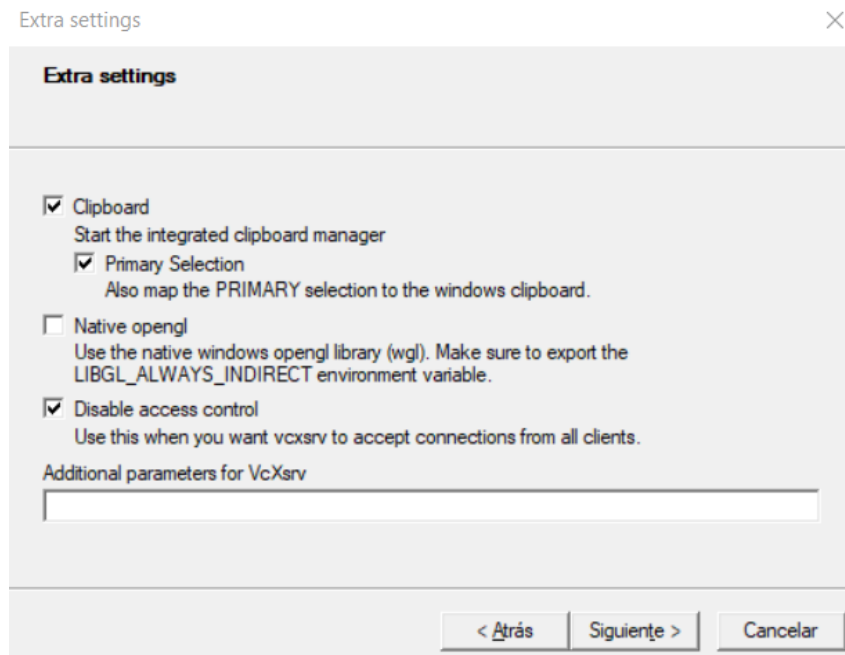 Extra settings
Extra settings
Clipboard
Start the integrated clipboard manager
Primary Selection
Also map the PRIMARY selection to the windows clipboard.
Native opengl
Use the native windows opengl library (wgl). Make sure to export the
LIBGL_ALWAYS_INDIRECT environment variable.
Disable access control
Use this when you want vcxsrv to accept connections from all clients.
Additional parameters for VcXsrv
< Atrás Siguiente > Cancelar